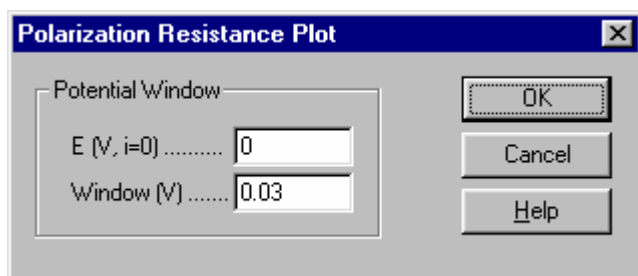 Polarization Resistance Plot
Potential Window
E (V, i=0) .......... 0
Window (V) ....... 0.03
OK
Cancel
Help